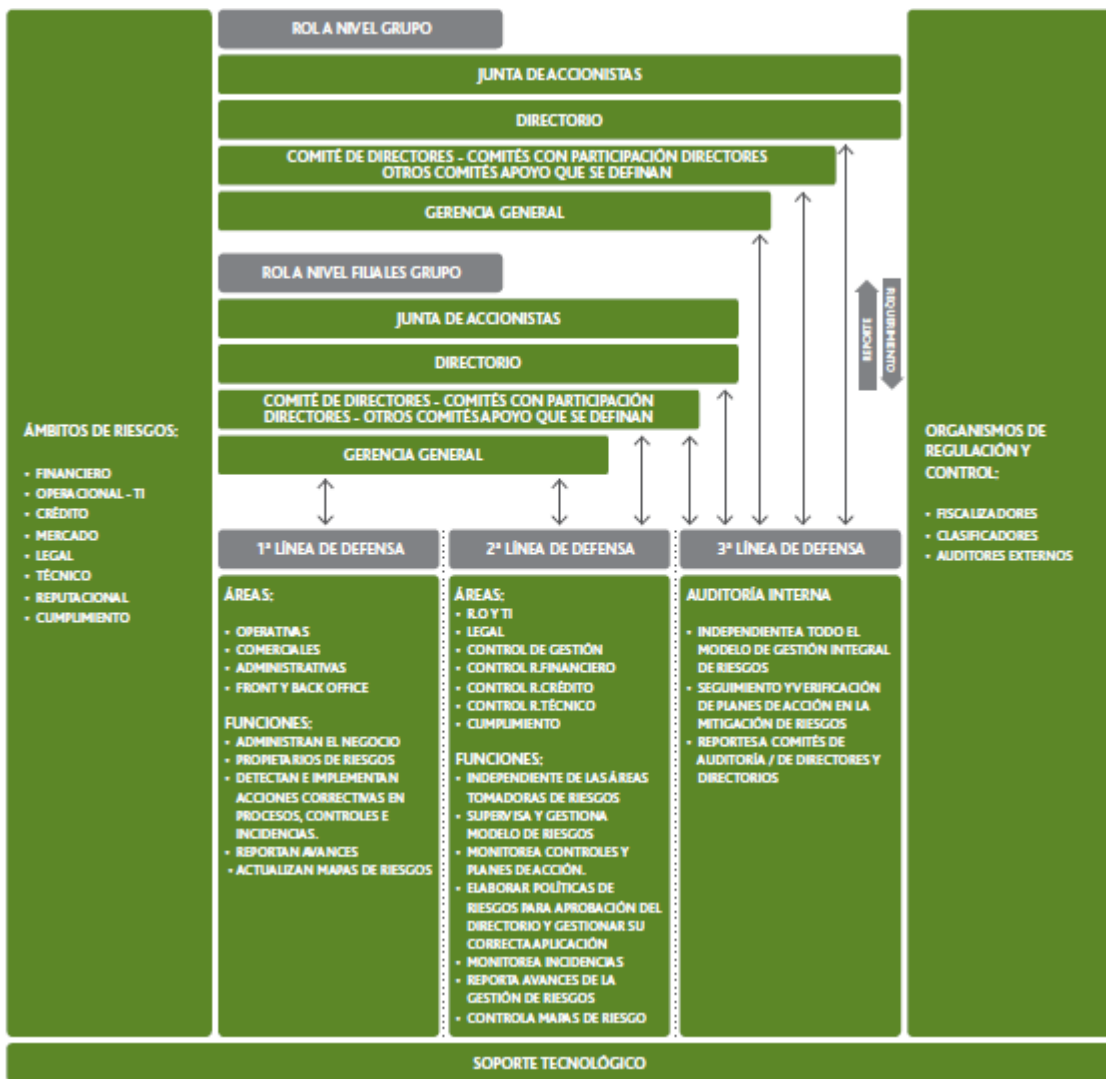 ROL A NIVEL GRUPO
JUNTA DE ACCIONISTAS
DIRECTORIO
COMITÉ DE DIRECTORES - COMITÉS CON PARTICIPACIÓN DIRECTORES
OTROS COMITÉS APOYO QUE SE DEFINAN
GERENCIA GENERAL
ROL A NIVEL FILIALES GRUPO
JUNTA DE ACCIONISTAS
DIRECTORIO
COMITÉ DE DIRECTORES - COMITÉS CON PARTICIPACIÓN
DIRECTORES - OTROS COMITÉS APOYO QUE SE DEFINAN
GERENCIA GENERAL
REPORTE
REQUERIMIENTO
ÁMBITOS DE RIESGOS:
• FINANCIERO
• OPERACIONAL - TI
• CRÉDITO
• MERCADO
• LEGAL
• TÉCNICO
• REPUTACIONAL
• CUMPLIMIENTO
1ª LÍNEA DE DEFENSA
ÁREAS:
• OPERATIVAS
• COMERCIALES
• ADMINISTRATIVAS
• FRONT Y BACK OFFICE
FUNCIONES:
• ADMINISTRAN EL NEGOCIO
• PROPIETARIOS DE RIESGOS
• DETECTAN E IMPLEMENTAN
ACCIONES CORRECTIVAS EN
PROCESOS, CONTROLES E
INCIDENCIAS.
• REPORTAN AVANCES
• ACTUALIZAN MAPAS DE RIESGOS
2ª LÍNEA DE DEFENSA
ÁREAS:
• R.O Y TI
• LEGAL
• CONTROL DE GESTIÓN
• CONTROL R.FINANCIERO
• CONTROL R.CRÉDITO
• CONTROL R.TÉCNICO
• CUMPLIMIENTO
FUNCIONES:
• INDEPENDIENTE DE LAS ÁREAS
TOMADORAS DE RIESGOS
• SUPERVISA Y GESTIONA
MODELO DE RIESGOS
• MONITOREA CONTROLES Y
PLANES DE ACCIÓN.
• ELABORAR POLÍTICAS DE
RIESGOS PARA APROBACIÓN DEL
DIRECTORIO Y GESTIONAR SU
CORRECTA APLICACIÓN
• MONITOREA INCIDENCIAS
• REPORTA AVANCES DE LA
GESTIÓN DE RIESGOS
• CONTROLA MAPAS DE RIESGO
3ª LÍNEA DE DEFENSA
AUDITORÍA INTERNA
• INDEPENDIENTE A TODO EL
MODELO DE GESTIÓN INTEGRAL
DE RIESGOS
• SEGUIMIENTO Y VERIFICACIÓN
DE PLANES DE ACCIÓN EN LA
MITIGACIÓN DE RIESGOS
• REPORTES A COMITÉS DE
AUDITORÍA / DE DIRECTORES Y
DIRECTORIOS
ORGANISMOS DE
REGULACIÓN Y
CONTROL:
• FISCALIZADORES
• CLASIFICADORES
• AUDITORES EXTERNOS
SOPORTE TECNOLÓGICO